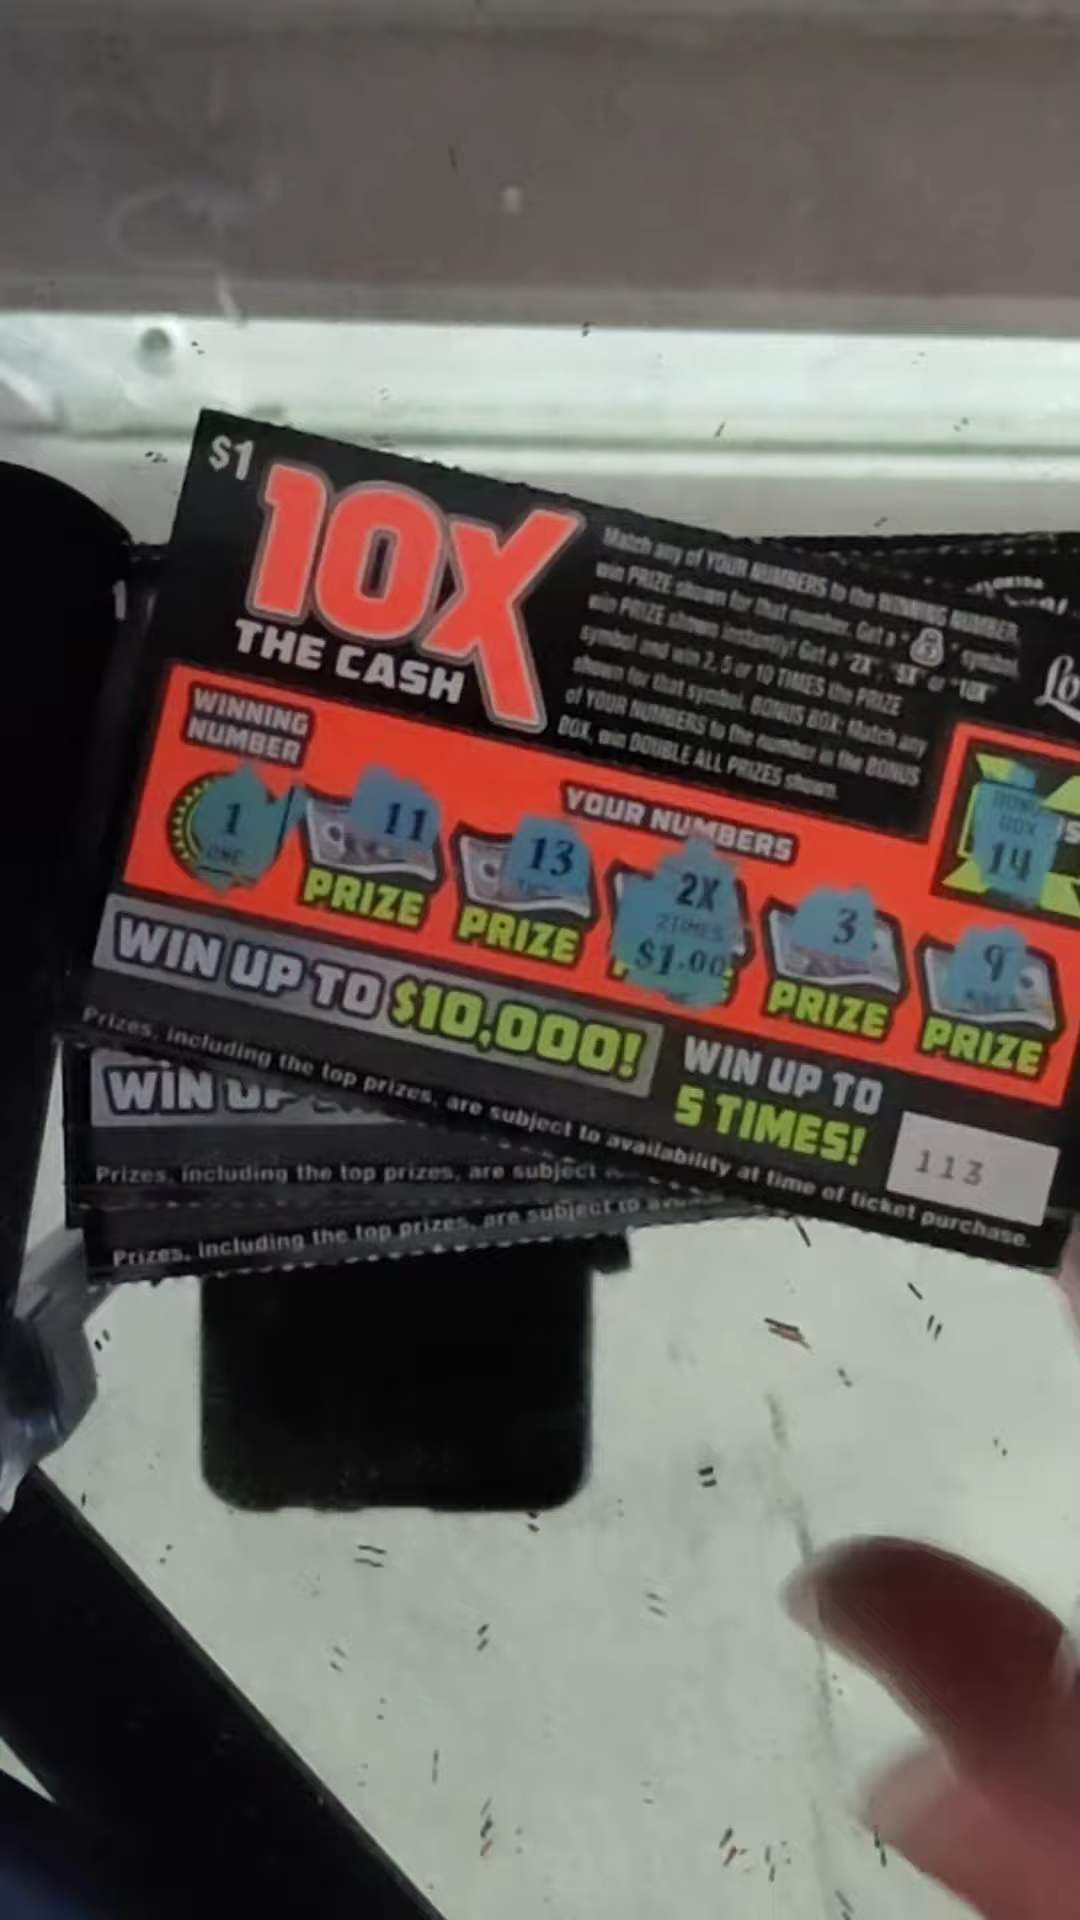 $1
10X
THE CASH
Match any of YOUR NUMBERS to the WINNING NUMBER,
win PRIZE shown for that number. Get a " " symbol,
win PRIZE shown instantly! Get a "2X", "5X" or "10X"
symbol and win 2, 5 or 10 TIMES the PRIZE
shown for that symbol. BONUS BOX: Match any
of YOUR NUMBERS to the number in the BONUS
BOX, win DOUBLE ALL PRIZES shown.
FLORIDA
WINNING
NUMBER
YOUR NUMBERS
1
ONE
11
PRIZE
13
PRIZE
2X
2TIMES
$1.00
3
PRIZE
9
PRIZE
BOX
14
WIN UP TO $10,000!
WIN UP TO
5 TIMES!
113
Prizes, including the top prizes, are subject to availability at time of ticket purchase.
WIN UP
Prizes, including the top prizes, are subject
Prizes, including the top prizes, are subject to